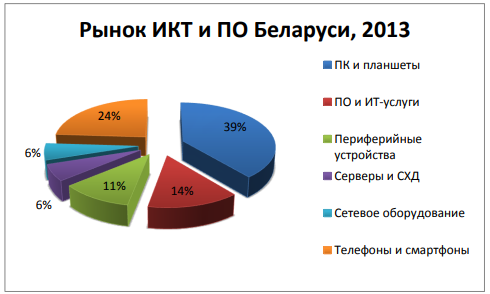 Рынок ИКТ и ПО Беларуси, 2013
24%
39%
6%
6%
11%
14%
ПК и планшеты
ПО и ИТ-услуги
Периферийные
устройства
Серверы и СХД
Сетевое оборудование
Телефоны и смартфоны